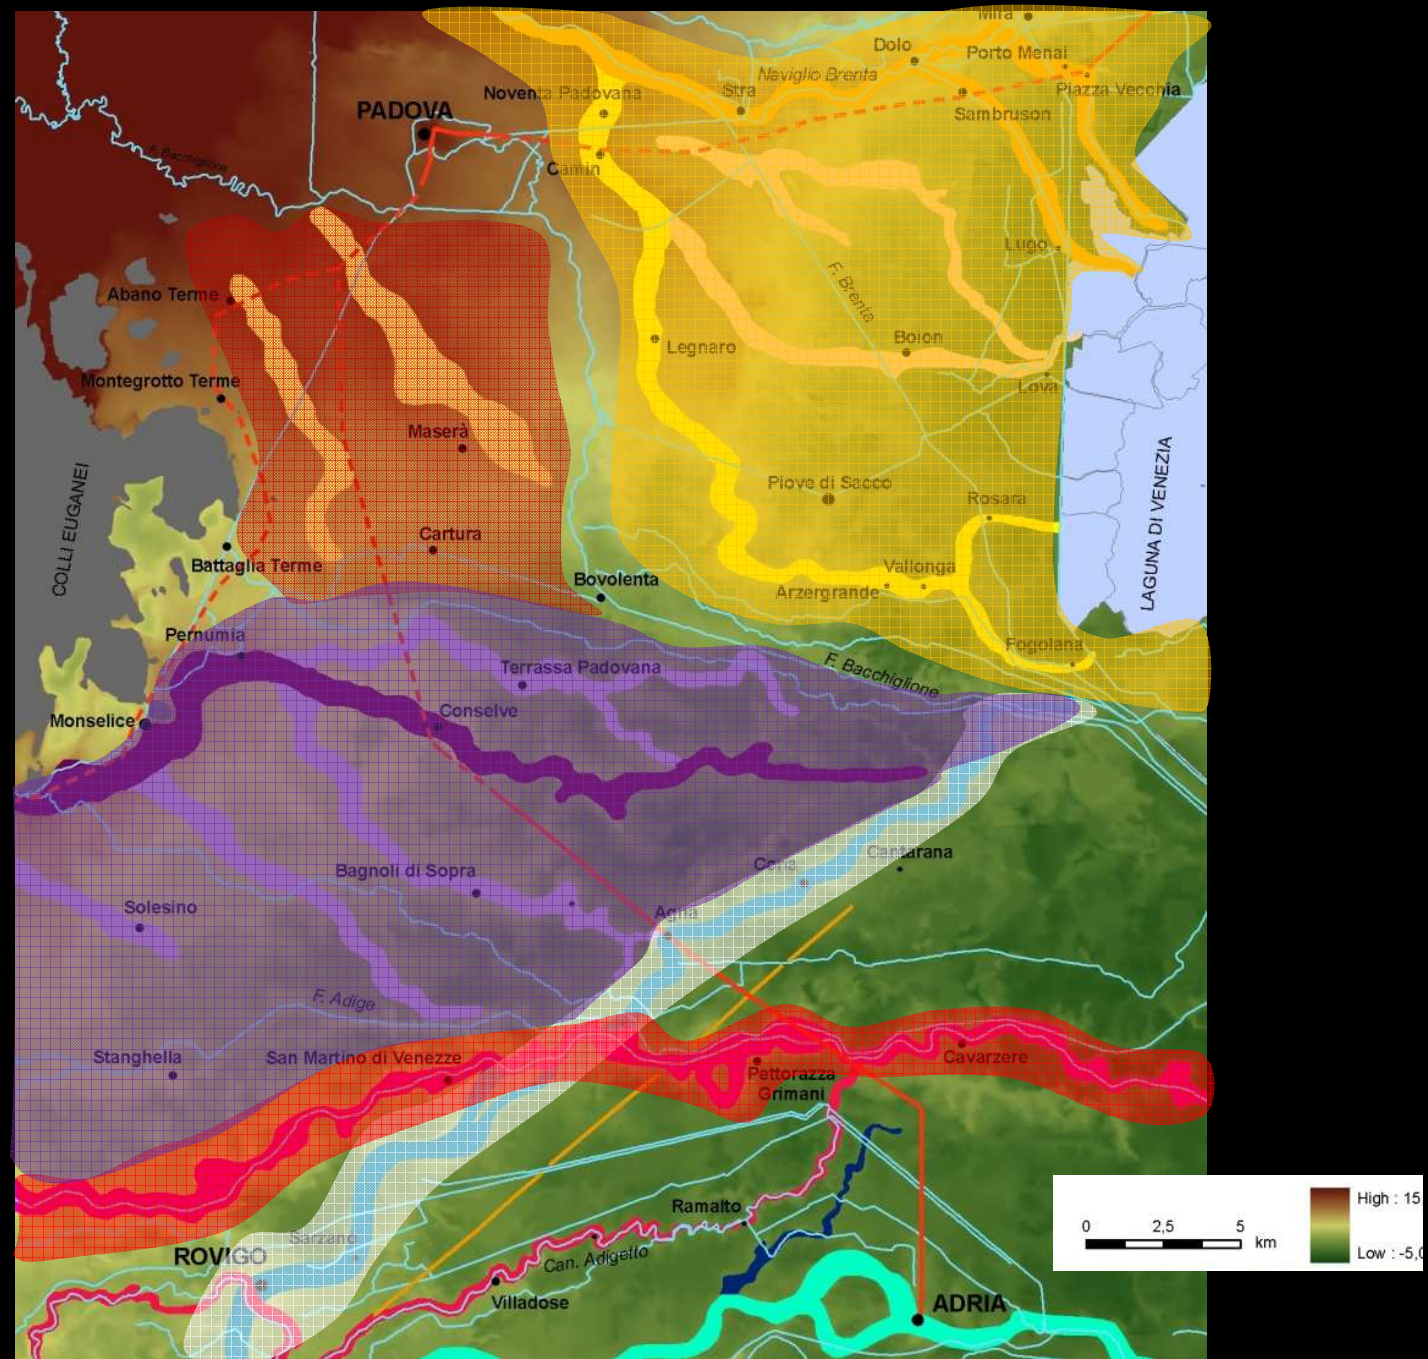 Mira
Dolo
Porto Menai
Naviglio Brenta
Noventa Padovana
Stra
Piazza Vecchia
PADOVA
Sambruson
F. Bacchiglione
Camin
Lugo
F. Brenta
Abano Terme
Boion
Legnaro
Montegrotto Terme
Lova
Maserà
COLLI EUGANEI
LAGUNA DI VENEZIA
Piove di Sacco
Rosara
Cartura
Battaglia Terme
Vallonga
Bovolenta
Arzergrande
Pernumia
Fogolana
Terrassa Padovana
F. Bacchiglione
Monselice
Conselve
Cantarana
Cona
Bagnoli di Sopra
Solesino
Agna
F. Adige
Stanghella
San Martino di Venezze
Cavarzere
Pettorazza
Grimani
Ramalto
High : 15
0 2,5 5
km
Low : -5,0
Sarzano
ROVIGO
Can. Adigetto
Villadose
ADRIA